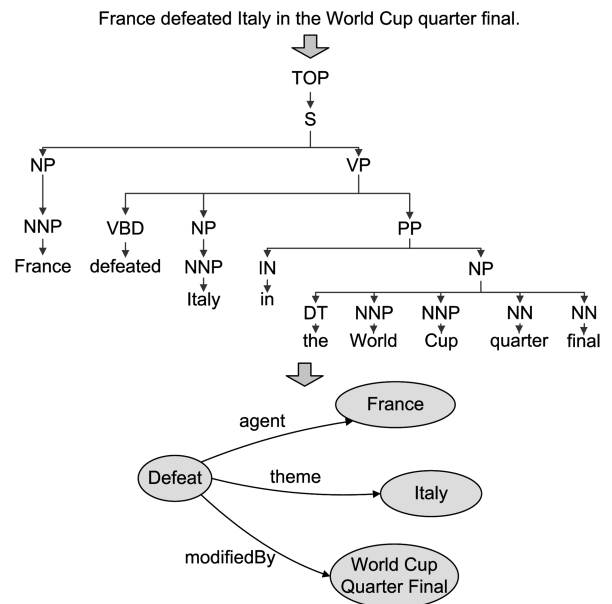 France defeated Italy in the World Cup quarter final.
TOP
S
NP VP
NNP VBD NP PP
France defeated NNP IN NP
Italy in
DT NNP NNP NN NN
the World Cup quarter final
France
agent
Defeat theme Italy
modifiedBy World Cup
Quarter Final